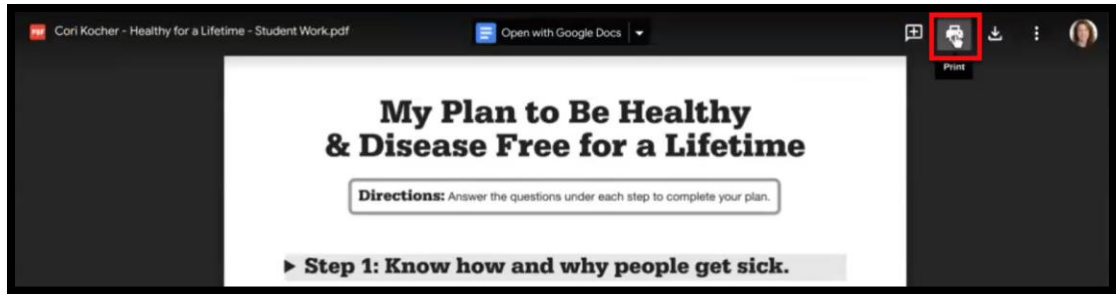 PDF Cori Kocher - Healthy for a Lifetime - Student Work.pdf
Open with Google Docs
Print
My Plan to Be Healthy
& Disease Free for a Lifetime
Directions: Answer the questions under each step to complete your plan.
Step 1: Know how and why people get sick.